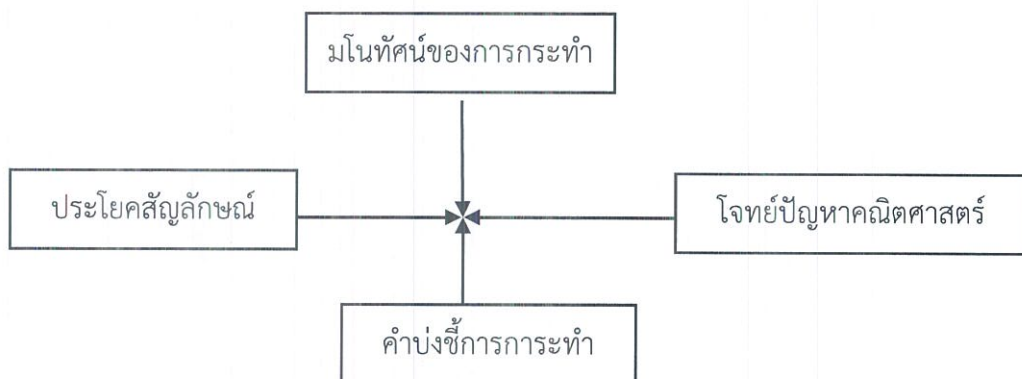 มโนทัศน์ของการกระทำ
ประโยคสัญลักษณ์
โจทย์ปัญหาคณิตศาสตร์
คำบ่งชี้การการะทำ